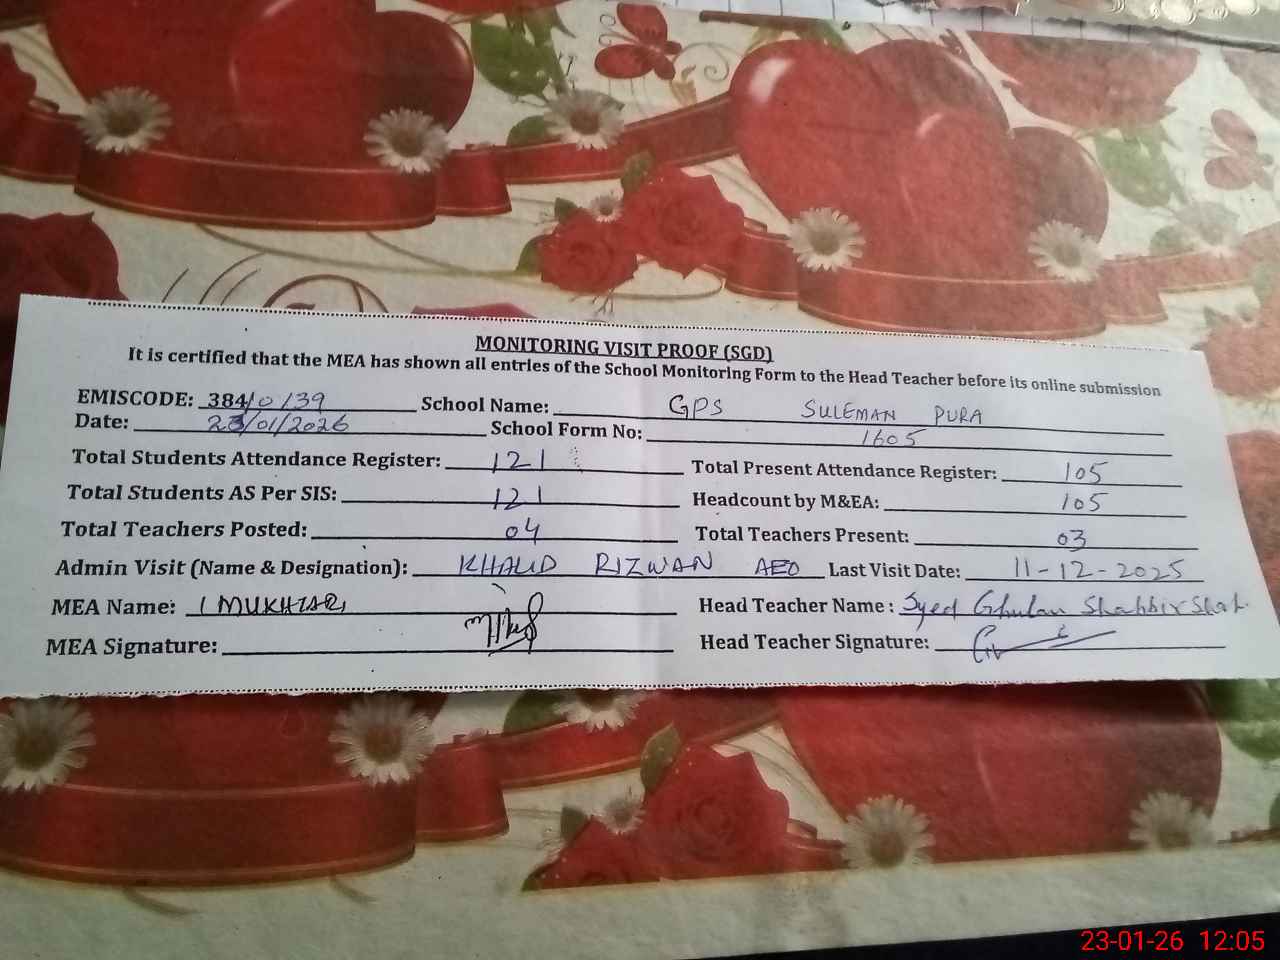 MONITORING VISIT PROOF (SGD)
It is certified that the MEA has shown all entries of the School Monitoring Form to the Head Teacher before its online submission
EMISCODE: 384/0/39 School Name: GPS SULEMAN PURA
Date: 23/01/2026 School Form No: 1605
Total Students Attendance Register: 121 Total Present Attendance Register: 105
Total Students AS Per SIS: 121 Headcount by M&EA: 105
Total Teachers Posted: 04 Total Teachers Present: 03
Admin Visit (Name & Designation): KHALID RIZWAN AEO Last Visit Date: 11-12-2025
MEA Name: MUKHTAR Head Teacher Name: Syed Ghulam Shabbir Shah.
MEA Signature: Head Teacher Signature:
23-01-26 12:05